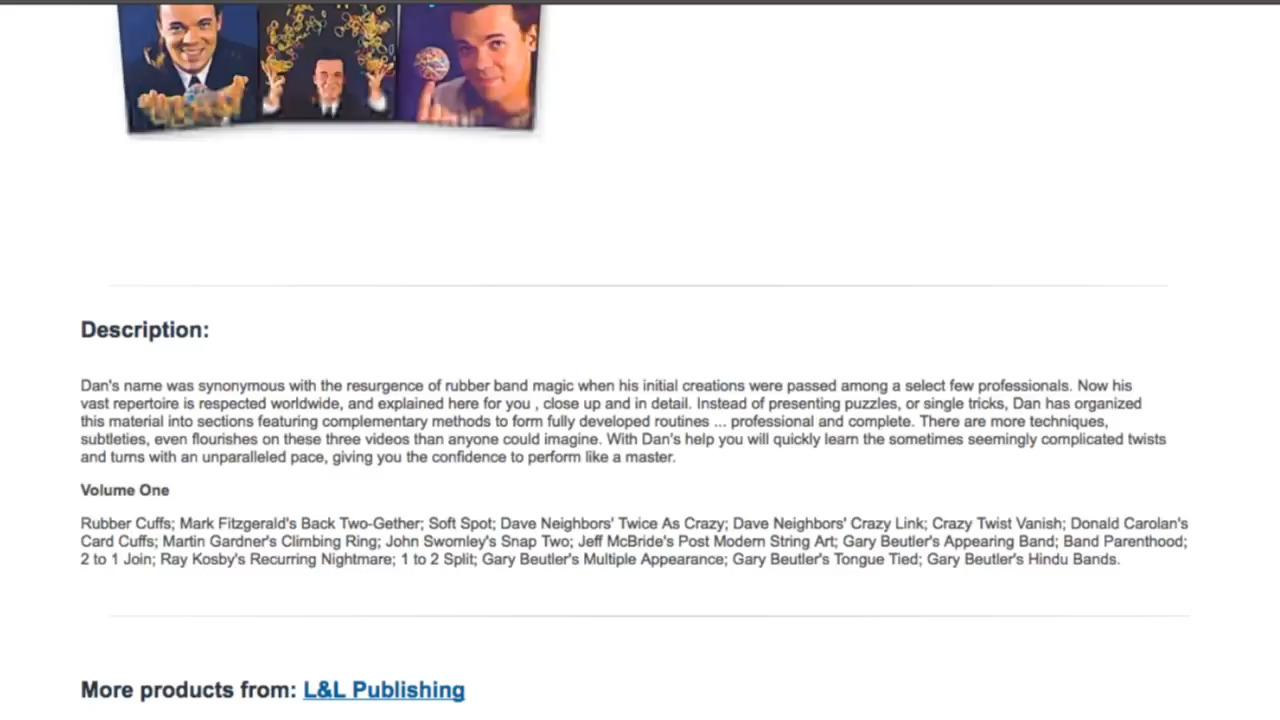 Description:
Dan's name was synonymous with the resurgence of rubber band magic when his initial creations were passed among a select few professionals. Now his
vast repertoire is respected worldwide, and explained here for you , close up and in detail. Instead of presenting puzzles, or single tricks, Dan has organized
this material into sections featuring complementary methods to form fully developed routines ... professional and complete. There are more techniques,
subtleties, even flourishes on these three videos than anyone could imagine. With Dan's help you will quickly learn the sometimes seemingly complicated twists
and turns with an unparalleled pace, giving you the confidence to perform like a master.
Volume One
Rubber Cuffs; Mark Fitzgerald's Back Two-Gether; Soft Spot; Dave Neighbors' Twice As Crazy; Dave Neighbors' Crazy Link; Crazy Twist Vanish; Donald Carolan's
Card Cuffs; Martin Gardner's Climbing Ring; John Swomley's Snap Two; Jeff McBride's Post Modern String Art; Gary Beutler's Appearing Band; Band Parenthood;
2 to 1 Join; Ray Kosby's Recurring Nightmare; 1 to 2 Split; Gary Beutler's Multiple Appearance; Gary Beutler's Tongue Tied; Gary Beutler's Hindu Bands.
More products from: L&L Publishing